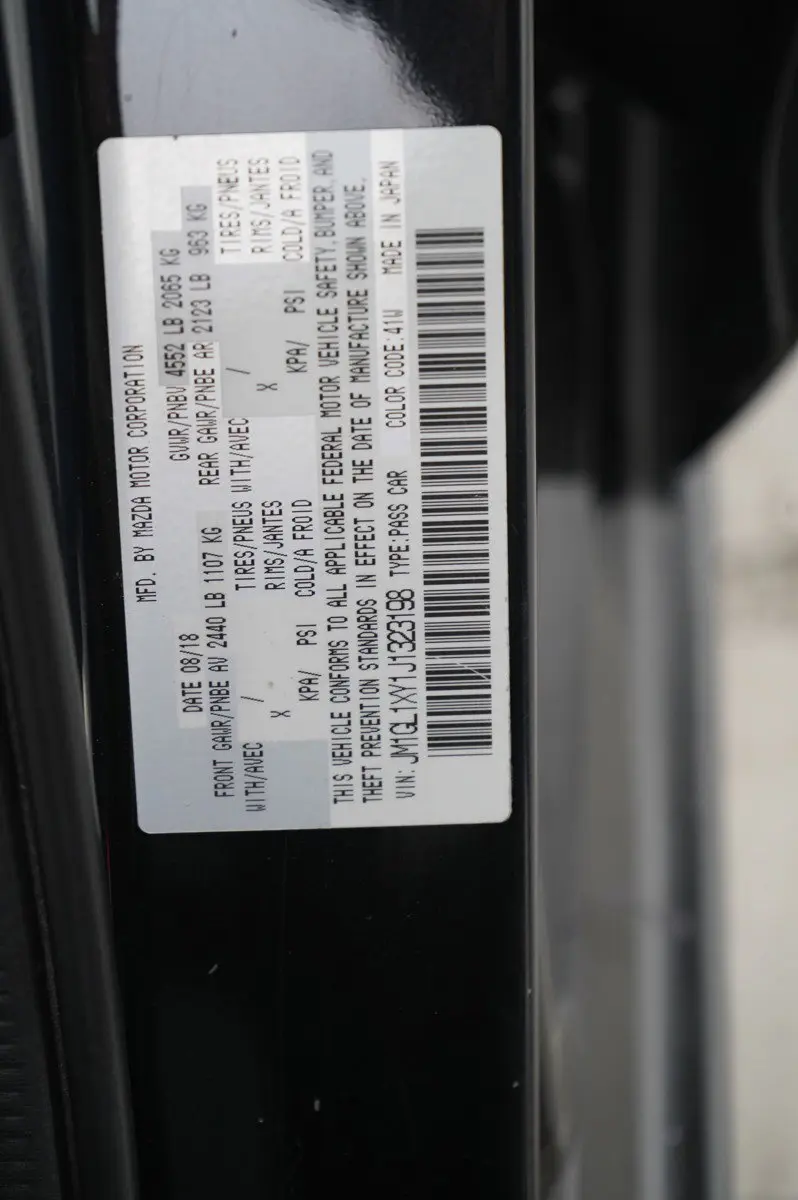 MFD. BY MAZDA MOTOR CORPORATION
DATE 08/18 GVWR/PNBV 4552 LB 2065 KG
FRONT GAWR/PNBE AV 2440 LB 1107 KG REAR GAWR/PNBE AR 2123 LB 963 KG
WITH/AVEC / TIRES/PNEUS WITH/AVEC / TIRES/PNEUS
X RIMS/JANTES X RIMS/JANTES
KPA/ PSI COLD/A FROID KPA/ PSI COLD/A FROID
THIS VEHICLE CONFORMS TO ALL APPLICABLE FEDERAL MOTOR VEHICLE SAFETY, BUMPER, AND
THEFT PREVENTION STANDARDS IN EFFECT ON THE DATE OF MANUFACTURE SHOWN ABOVE.
VIN: JM1GL1XY1J1323198 TYPE:PASS CAR COLOR CODE:41W MADE IN JAPAN